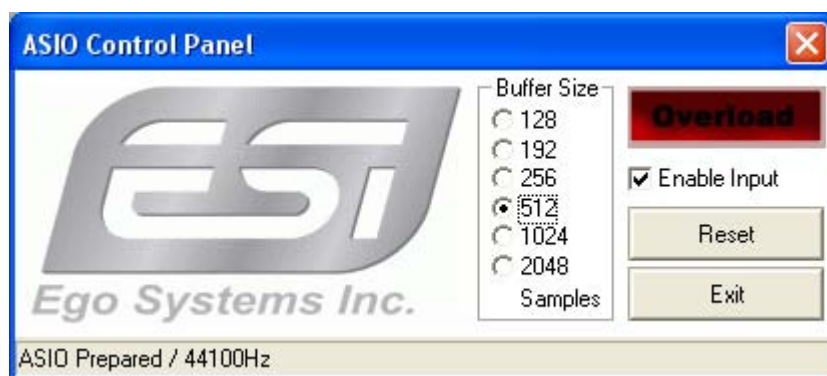 ASIO Control Panel
ESI
Ego Systems Inc.
Buffer Size
128
192
256
512
1024
2048
Samples
Overload
Enable Input
Reset
Exit
ASIO Prepared / 44100Hz